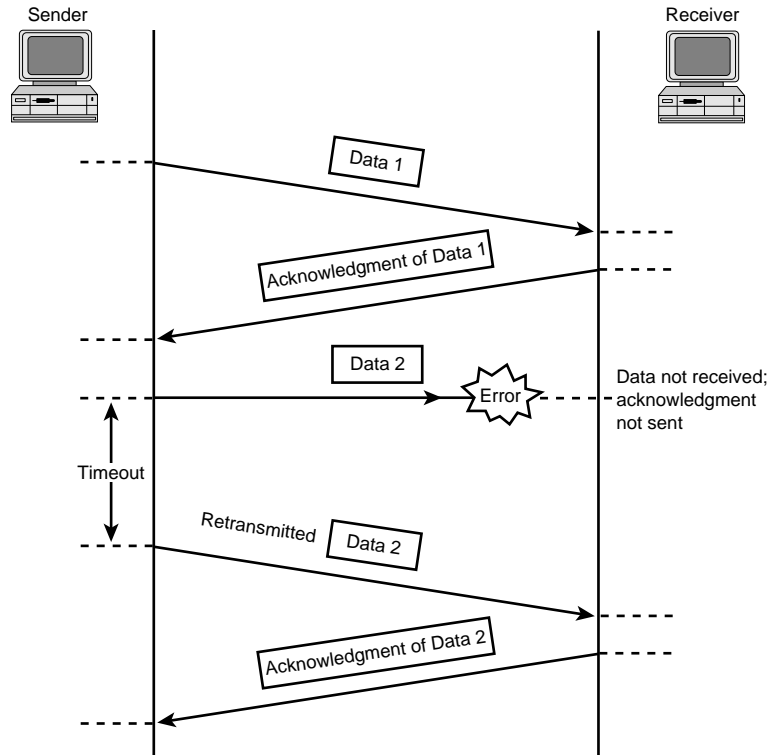 Sender
Receiver
Data 1
Acknowledgment of Data 1
Data 2
Error
Data not received;
acknowledgment
not sent
Timeout
Retransmitted
Data 2
Acknowledgment of Data 2